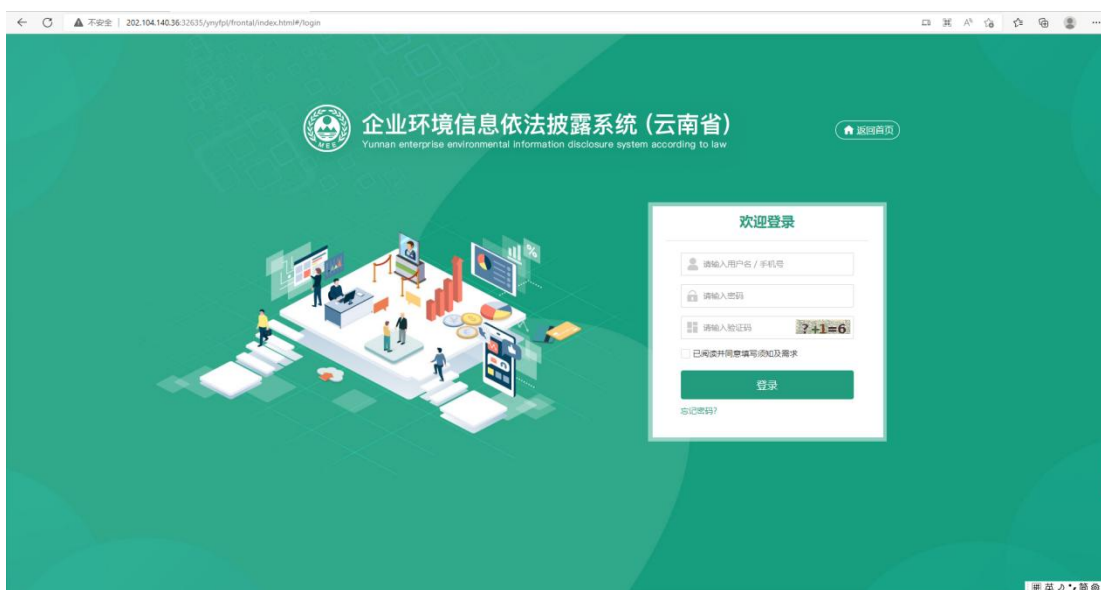 不安全 | 202.104.140.36:32635/ynyfpl/frontal/index.html#/login
企业环境信息依法披露系统 (云南省)
Yunnan enterprise environmental information disclosure system according to law
MEE
返回首页
欢迎登录
请输入用户名 / 手机号
请输入密码
请输入验证码
?+1=6
已阅读并同意填写须知及需求
登录
忘记密码?
%
英
简